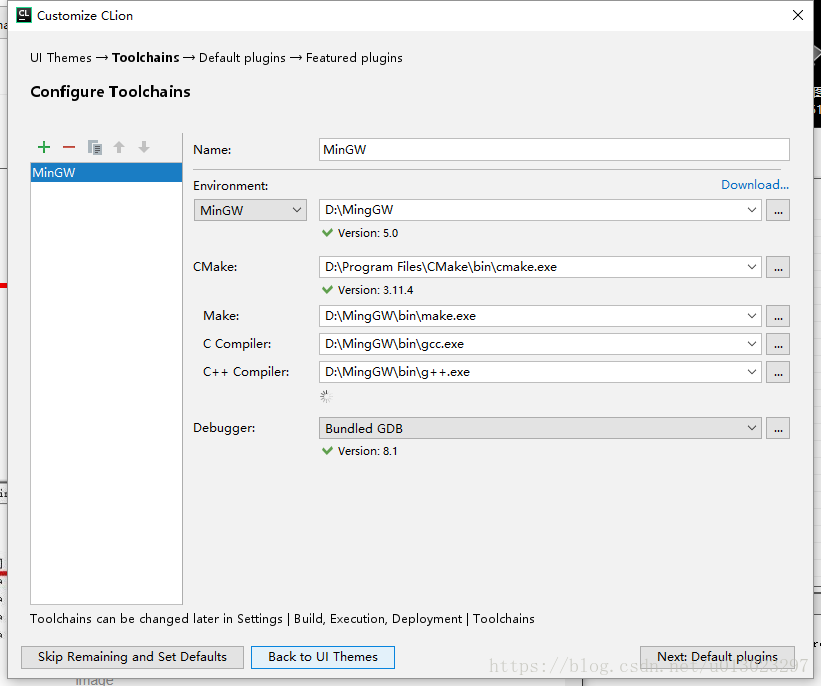 CL Customize CLion
UI Themes → Toolchains → Default plugins → Featured plugins
Configure Toolchains
Name: MinGW
MinGW
Environment: Download...
MinGW D:\MingGW ...
Version: 5.0
CMake: D:\Program Files\CMake\bin\cmake.exe ...
Version: 3.11.4
Make: D:\MingGW\bin\make.exe ...
C Compiler: D:\MingGW\bin\gcc.exe ...
C++ Compiler: D:\MingGW\bin\g++.exe ...
Debugger: Bundled GDB ...
Version: 8.1
Toolchains can be changed later in Settings | Build, Execution, Deployment | Toolchains
Skip Remaining and Set Defaults Back to UI Themes Next: Default plugins
https://blog.csdn.net/u013023297
image